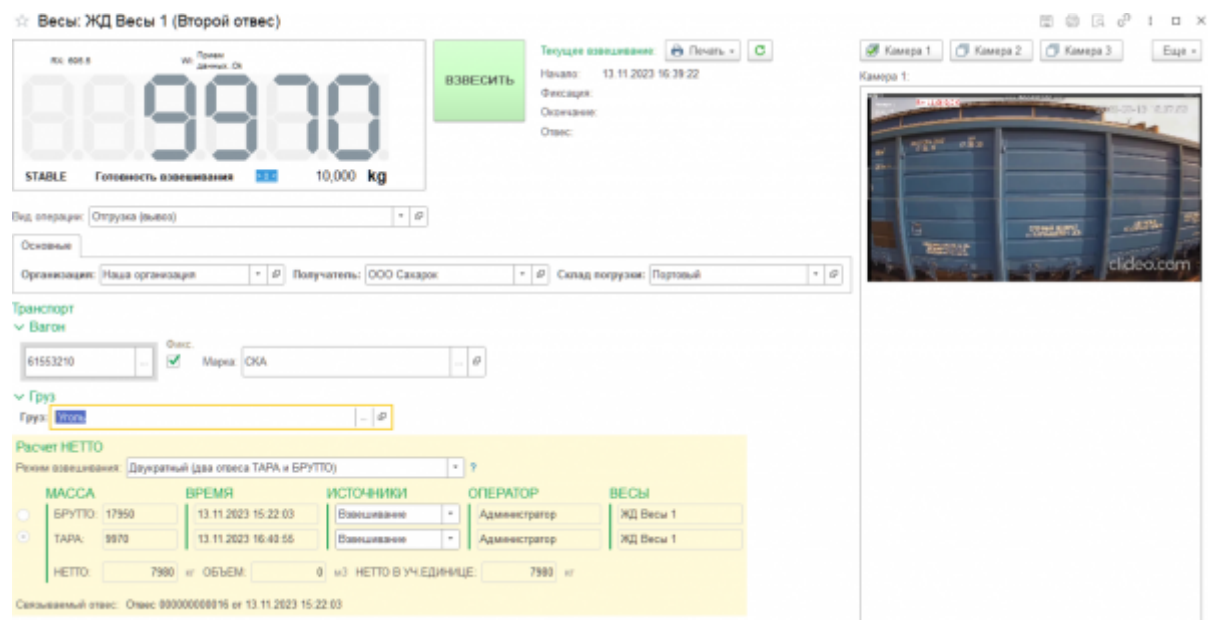 Весы: ЖД Весы 1 (Второй отвес)
Прием данных: Ok
9970
STABLE Готовность взвешивания 10,000 kg
ВЗВЕСИТЬ
Текущее взвешивание: Печать
Начало: 13.11.2023 16:39:22
Фиксация:
Окончание:
Отвес:
Камера 1 Камера 2 Камера 3 Еще
Камера 1:
clideo.com
Вид операции: Отгрузка (вывоз)
Основные
Организация: Наша организация Получатель: ООО Сахарок Склад погрузки: Портовый
Транспорт
Вагон
Фикс.
61553210 Марка: СКА
Груз
Груз: Уголь
Расчет НЕТТО
Режим взвешивания: Двукратный (два отвеса ТАРА и БРУТТО) ?
МАССА ВРЕМЯ ИСТОЧНИКИ ОПЕРАТОР ВЕСЫ
БРУТТО: 17950 13.11.2023 15:22:03 Взвешивание Администратор ЖД Весы 1
ТАРА: 9970 13.11.2023 16:40:55 Взвешивание Администратор ЖД Весы 1
НЕТТО: 7980 кг ОБЪЕМ: 0 м3 НЕТТО В УЧ.ЕДИНИЦЕ: 7980 кг
Связываемый отвес: Отвес 000000000016 от 13.11.2023 15:22:03